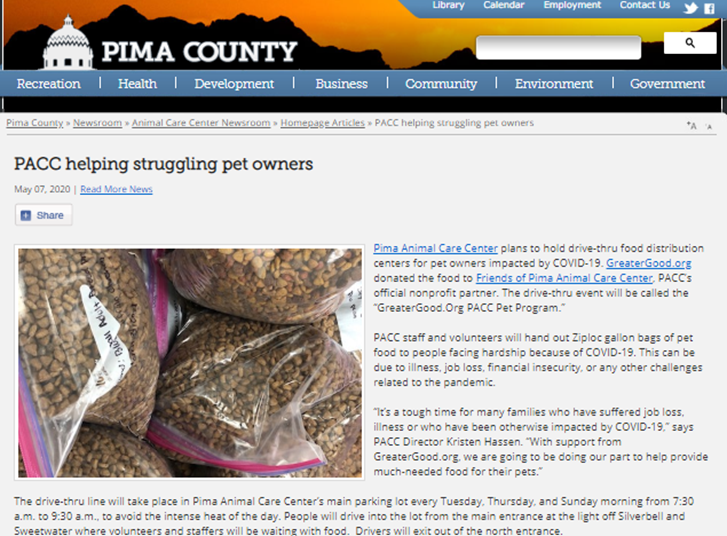 Library Calendar Employment Contact Us
PIMA COUNTY
Recreation | Health | Development | Business | Community | Environment | Government
Pima County » Newsroom » Animal Care Center Newsroom » Homepage Articles » PACC helping struggling pet owners
+A -A
PACC helping struggling pet owners
May 07, 2020 | Read More News
Share
Pima Animal Care Center plans to hold drive-thru food distribution
centers for pet owners impacted by COVID-19. GreaterGood.org
donated the food to Friends of Pima Animal Care Center, PACC's
official nonprofit partner. The drive-thru event will be called the
“GreaterGood.Org PACC Pet Program.”
PACC staff and volunteers will hand out Ziploc gallon bags of pet
food to people facing hardship because of COVID-19. This can be
due to illness, job loss, financial insecurity, or any other challenges
related to the pandemic.
“It's a tough time for many families who have suffered job loss,
illness or who have been otherwise impacted by COVID-19,” says
PACC Director Kristen Hassen. “With support from
GreaterGood.org, we are going to be doing our part to help provide
much-needed food for their pets.”
The drive-thru line will take place in Pima Animal Care Center's main parking lot every Tuesday, Thursday, and Sunday morning from 7:30
a.m. to 9:30 a.m., to avoid the intense heat of the day. People will drive into the lot from the main entrance at the light off Silverbell and
Sweetwater where volunteers and staffers will be waiting with food. Drivers will exit out of the north entrance.